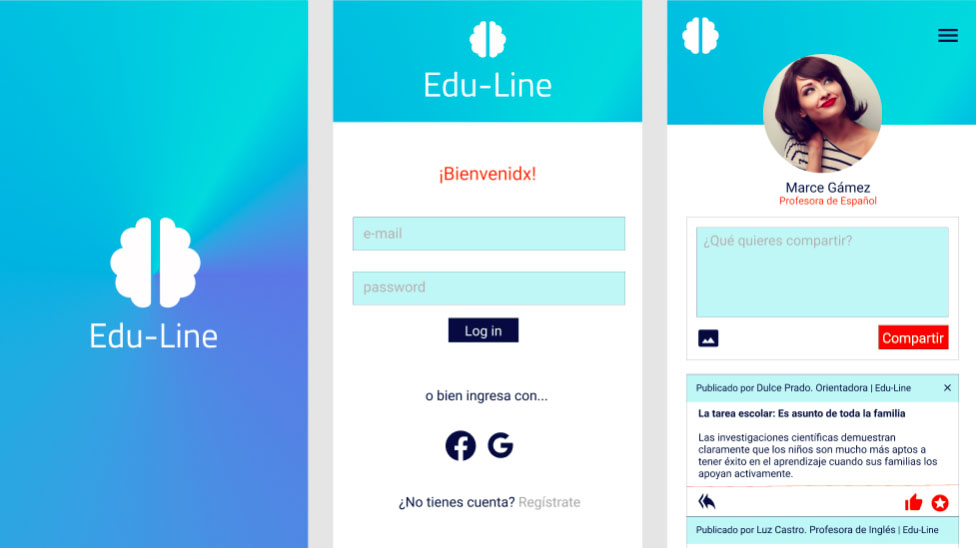 Edu-Line
Edu-Line
¡Bienvenidx!
e-mail
password
Log in
o bien ingresa con...
¿No tienes cuenta? Regístrate
Marce Gámez
Profesora de Español
¿Qué quieres compartir?
Compartir
Publicado por Dulce Prado. Orientadora | Edu-Line
La tarea escolar: Es asunto de toda la familia
Las investigaciones científicas demuestran
claramente que los niños son mucho más aptos a
tener éxito en el aprendizaje cuando sus familias los
apoyan activamente.
Publicado por Luz Castro. Profesora de Inglés | Edu-Line